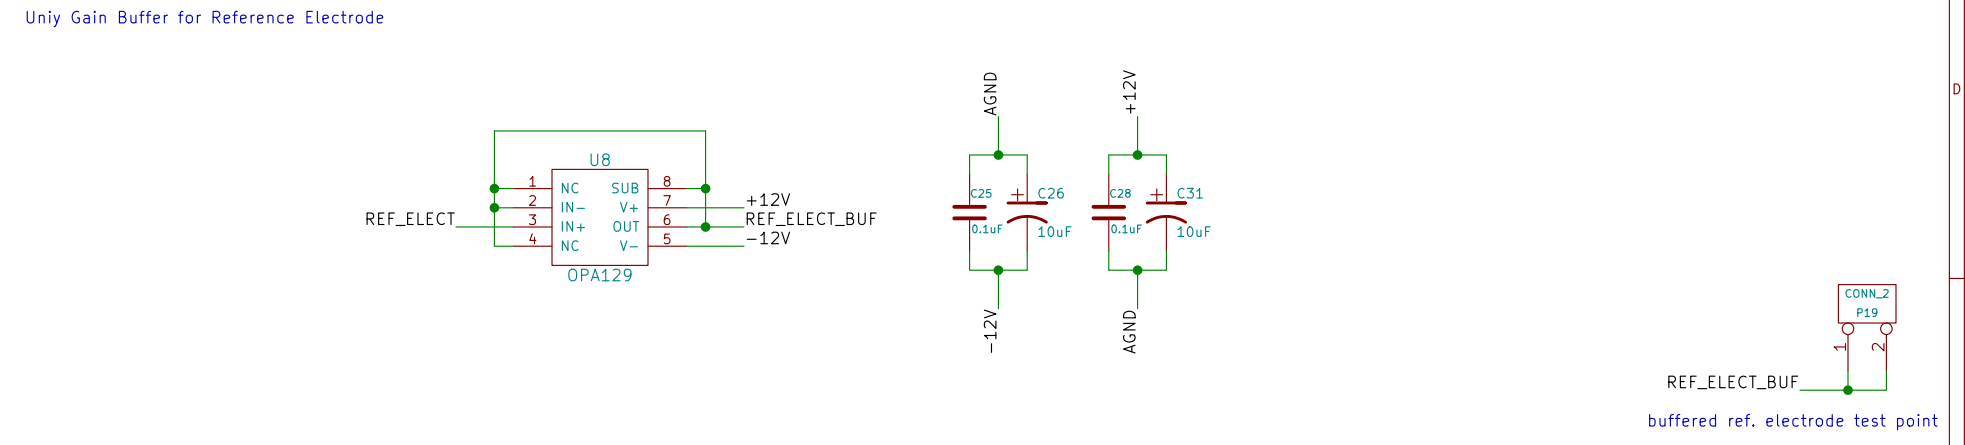 Uniy Gain Buffer for Reference Electrode
AGND
+12V
D
U8
1 NC SUB 8
2 IN- V+ 7 +12V
REF_ELECT 3 IN+ OUT 6 REF_ELECT_BUF
4 NC V- 5 -12V
OPA129
C25 + C26 C28 + C31
0.1uF 10uF 0.1uF 10uF
-12V
AGND
CONN_2
P19
1 2
REF_ELECT_BUF
buffered ref. electrode test point